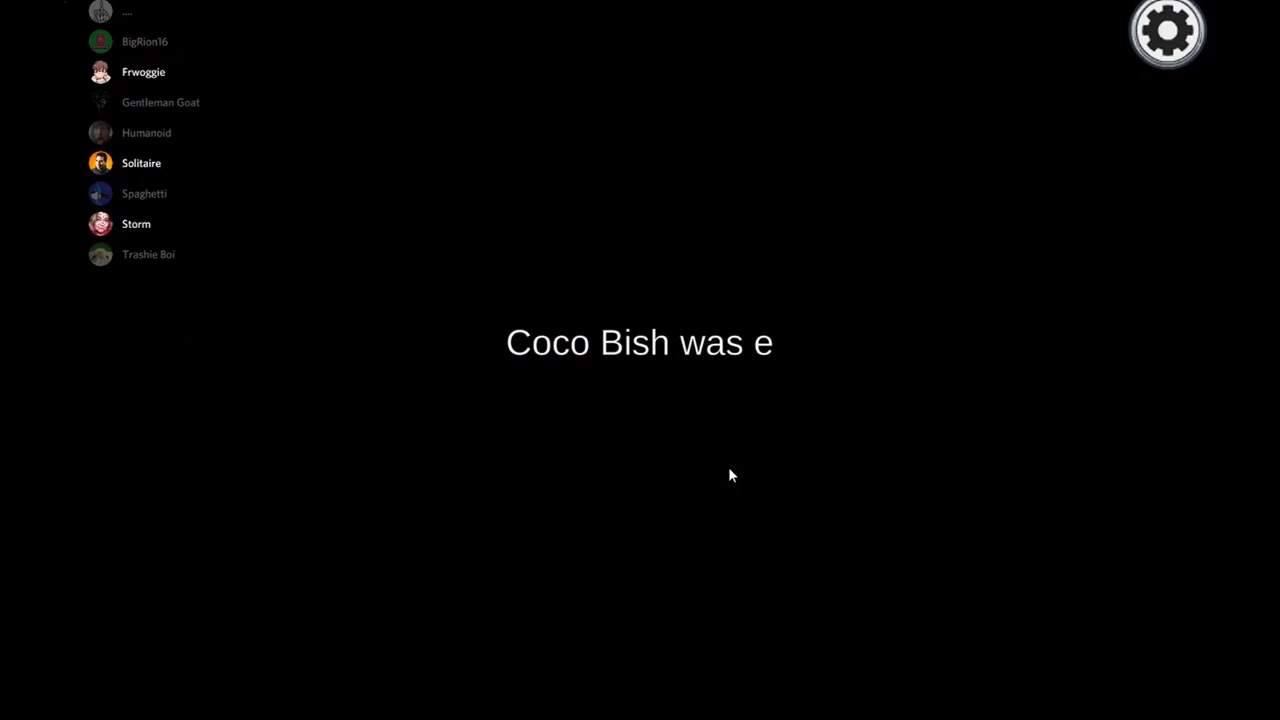 ....
BigRion16
Frwoggie
Gentleman Goat
Humanoid
Solitaire
Spaghetti
Storm
Trashie Boi
Coco Bish was e